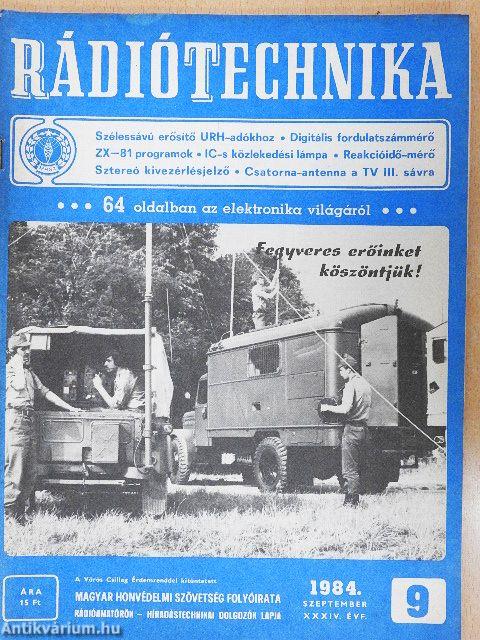 RÁDIÓTECHNIKA
Szélessávú erősítő URH-adókhoz • Digitális fordulatszámmérő
ZX—81 programok • IC-s közlekedési lámpa • Reakcióidő-mérő
Sztereó kivezérlésjelző • Csatorna-antenna a TV III. sávra
• • • 64 oldalban az elektronika világáról • • •
Fegyveres erőinket
köszöntjük!
ÁRA
15 Ft
A Vörös Csillag Érdemrenddel kitüntetett
MAGYAR HONVÉDELMI SZÖVETSÉG FOLYÓIRATA
RÁDIÓAMATŐRÖK — HÍRADÁSTECHNIKAI DOLGOZÓK LAPJA
1984.
SZEPTEMBER
XXXIV. ÉVF.
9
© Antikvárium.hu